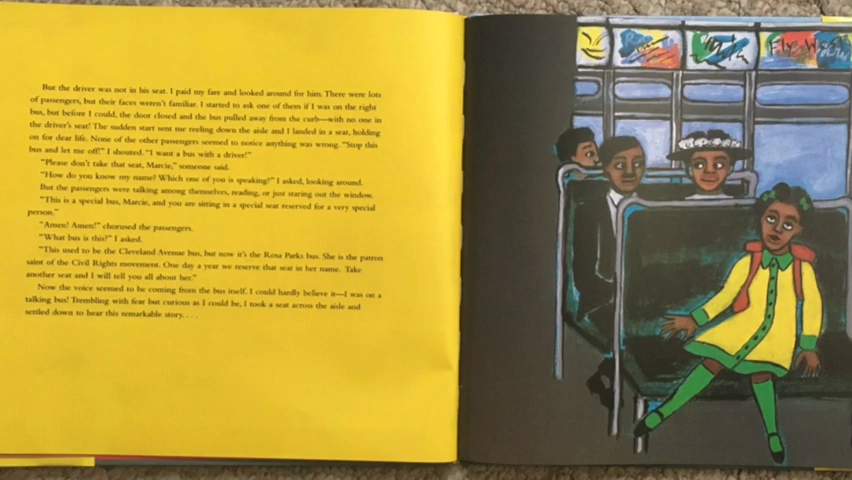 But the driver was not in his seat. I paid my fare and looked around for him. There were lots
of passengers, but their faces weren't familiar. I started to ask one of them if I was on the right
bus, but before I could, the door closed and the bus pulled away from the curb—with no one in
the driver's seat! The sudden start sent me reeling down the aisle and I landed in a seat, holding
on for dear life. None of the other passengers seemed to notice anything was wrong. "Stop this
bus and let me off!" I shouted. "I want a bus with a driver!"
"Please don't take that seat, Marcie," someone said.
"How do you know my name? Which one of you is speaking?" I asked, looking around.
But the passengers were talking among themselves, reading, or just staring out the window.
"This is a special bus, Marcie, and you are sitting in a special seat reserved for a very special
person."
"Amen! Amen!" chorused the passengers.
"What bus is this?" I asked.
"This used to be the Cleveland Avenue bus, but now it's the Rosa Parks bus. She is the patron
saint of the Civil Rights movement. One day a year we reserve that seat in her name. Take
another seat and I will tell you all about her."
Now the voice seemed to be coming from the bus itself. I could hardly believe it—I was on a
talking bus! Trembling with fear but curious as I could be, I took a seat across the aisle and
settled down to hear this remarkable story. . . .
Fly